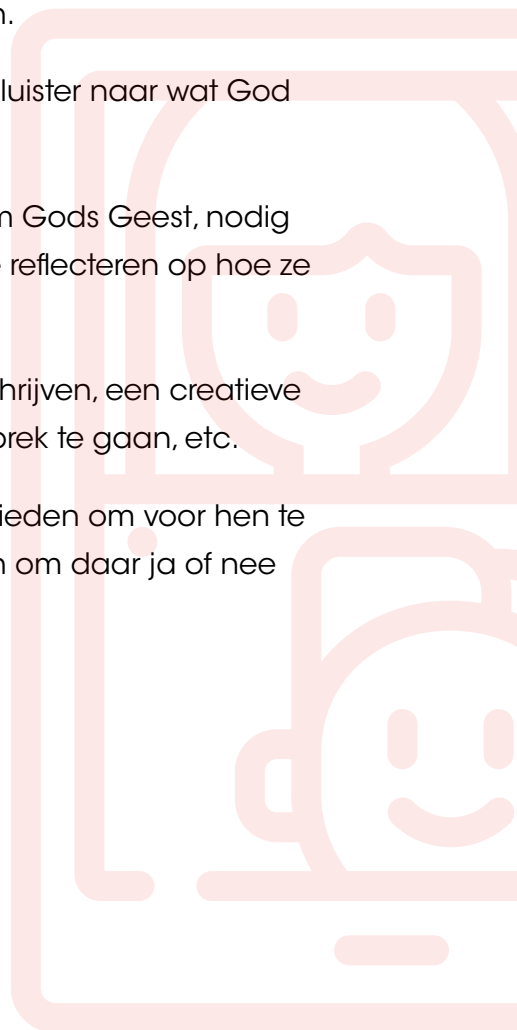 n.
luister naar wat God
m Gods Geest, nodig
e reflecteren op hoe ze
hrijven, een creatieve
prek te gaan, etc.
ieden om voor hen te
n om daar ja of nee